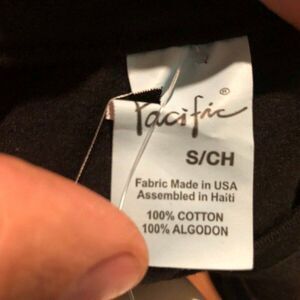 Pacific®
S/CH
Fabric Made in USA
Assembled in Haiti
100% COTTON
100% ALGODON